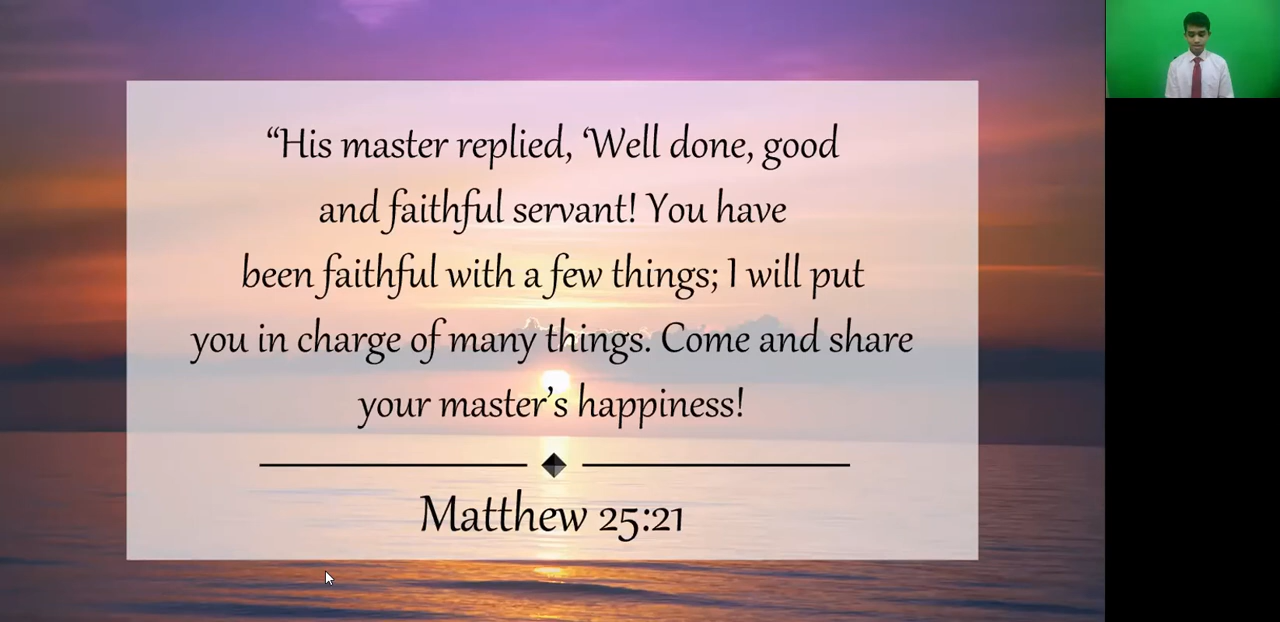 “His master replied, ‘Well done, good
and faithful servant! You have
been faithful with a few things; I will put
you in charge of many things. Come and share
your master’s happiness!
Matthew 25:21